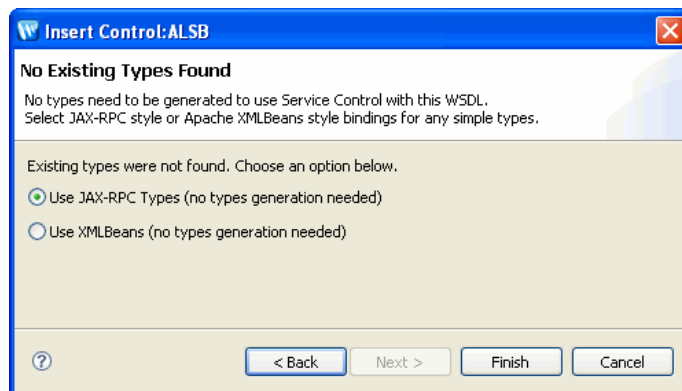 Insert Control:ALSB
No Existing Types Found
No types need to be generated to use Service Control with this WSDL.
Select JAX-RPC style or Apache XMLBeans style bindings for any simple types.
Existing types were not found. Choose an option below.
Use JAX-RPC Types (no types generation needed)
Use XMLBeans (no types generation needed)
? < Back Next > Finish Cancel